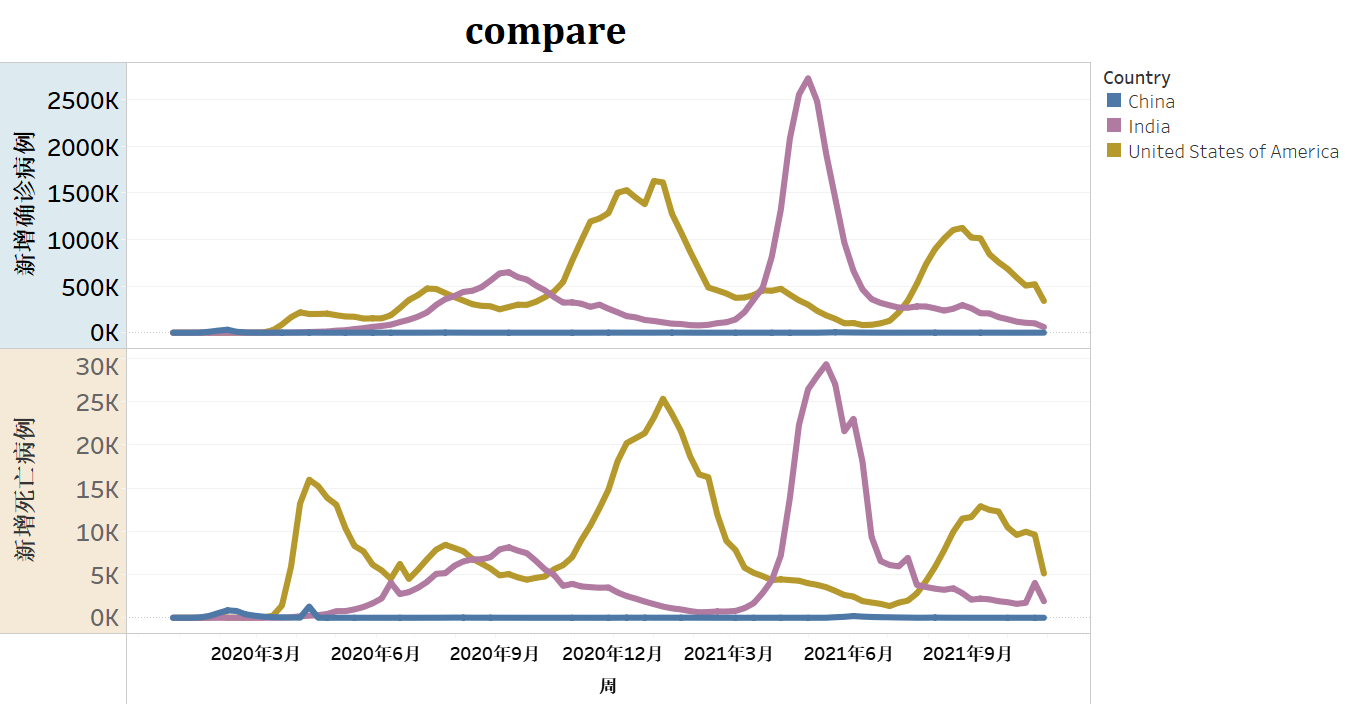 compare
Country
China
India
United States of America
新增确诊病例
2500K
2000K
1500K
1000K
500K
0K
新增死亡病例
30K
25K
20K
15K
10K
5K
0K
2020年3月 2020年6月 2020年9月 2020年12月 2021年3月 2021年6月 2021年9月
周